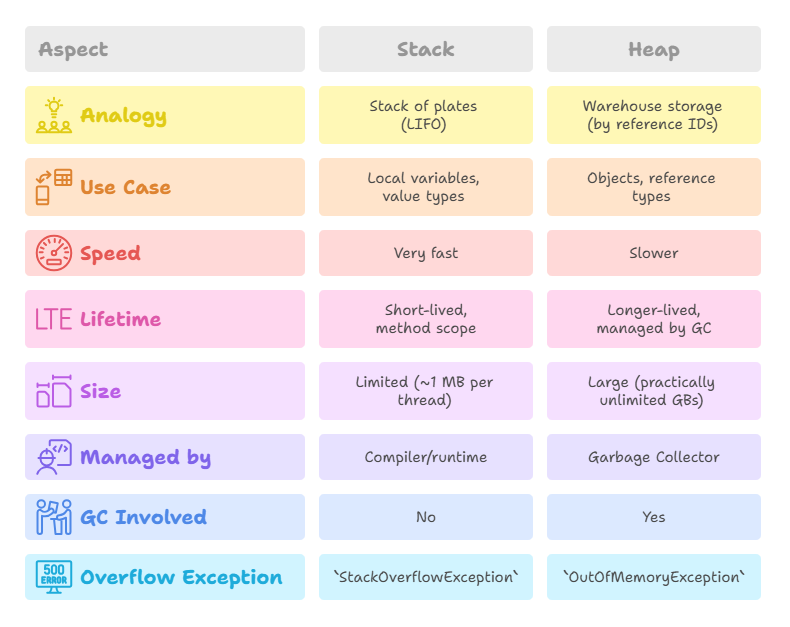 Aspect
Stack
Heap
Analogy
Stack of plates
(LIFO)
Warehouse storage
(by reference IDs)
Use Case
Local variables,
value types
Objects, reference
types
Speed
Very fast
Slower
LTE
Lifetime
Short-lived,
method scope
Longer-lived,
managed by GC
Size
Limited (~1 MB per
thread)
Large (practically
unlimited GBs)
Managed by
Compiler/runtime
Garbage Collector
GC Involved
No
Yes
500
ERROR
Overflow Exception
`StackOverflowException`
`OutOfMemoryException`